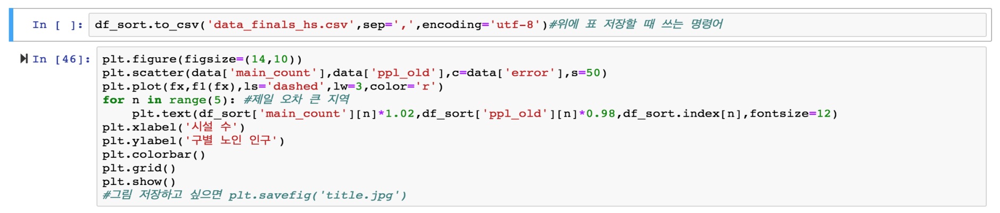 In [ ]: df_sort.to_csv('data_finals_hs.csv',sep=',',encoding='utf-8')#위에 표 저장할 때 쓰는 명령어
In [46]: plt.figure(figsize=(14,10))
plt.scatter(data['main_count'],data['ppl_old'],c=data['error'],s=50)
plt.plot(fx,f1(fx),ls='dashed',lw=3,color='r')
for n in range(5): #제일 오차 큰 지역
    plt.text(df_sort['main_count'][n]*1.02,df_sort['ppl_old'][n]*0.98,df_sort.index[n],fontsize=12)
plt.xlabel('시설 수')
plt.ylabel('구별 노인 인구')
plt.colorbar()
plt.grid()
plt.show()
#그림 저장하고 싶으면 plt.savefig('title.jpg')